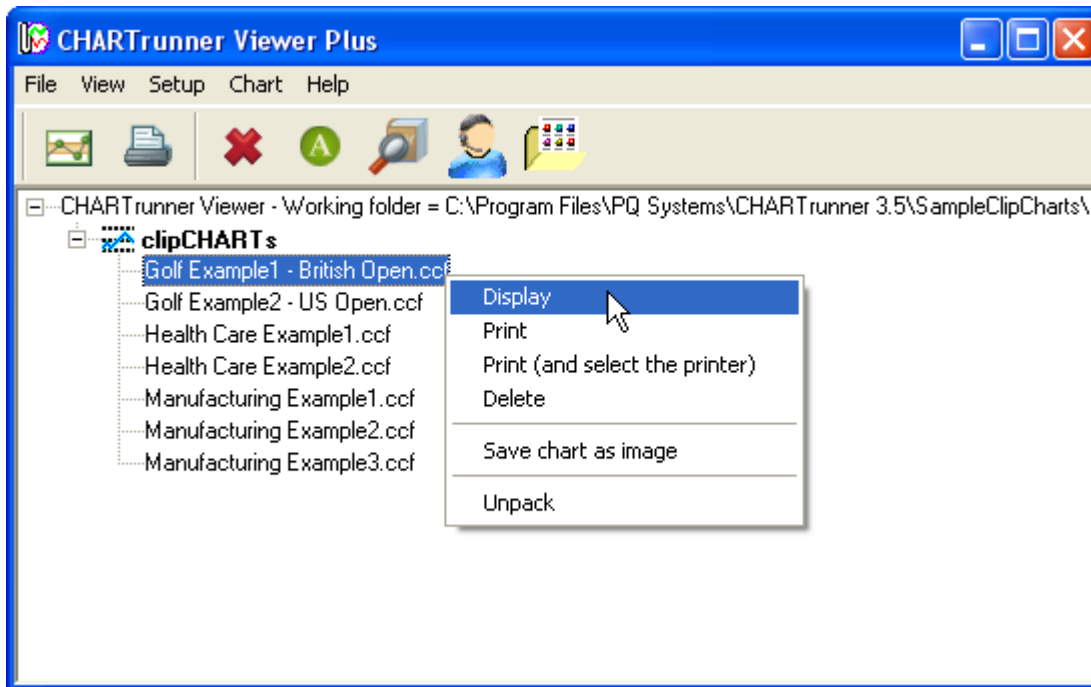 CHARTrunner Viewer Plus
File View Setup Chart Help
A
CHARTrunner Viewer - Working folder = C:\Program Files\PQ Systems\CHARTrunner 3.5\SampleClipCharts\
clipCHARTs
Golf Example1 - British Open.ccf
Golf Example2 - US Open.ccf
Health Care Example1.ccf
Health Care Example2.ccf
Manufacturing Example1.ccf
Manufacturing Example2.ccf
Manufacturing Example3.ccf
Display
Print
Print (and select the printer)
Delete
Save chart as image
Unpack